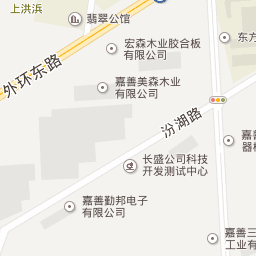 上洪浜
翡翠公馆
宏森木业胶合板
有限公司
东方
外环东路
嘉善美森木业
有限公司
汾湖路
嘉善
器材
长盛公司科技
开发测试中心
嘉善勤邦电子
有限公司
嘉善三
工业有